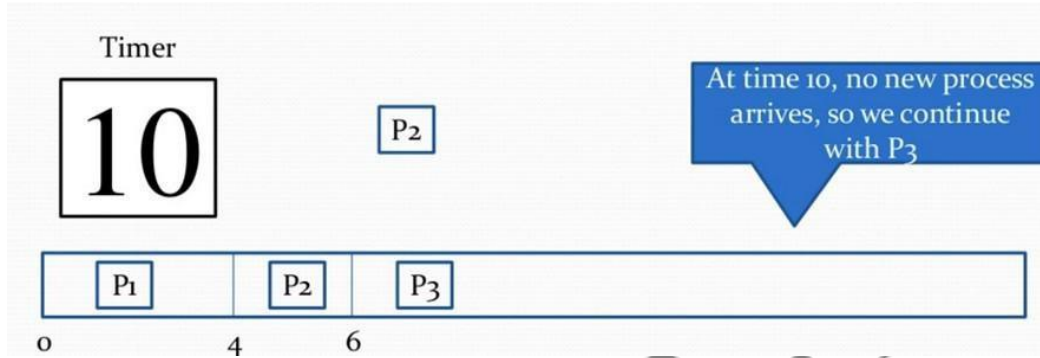 Timer
10
P2
At time 10, no new process
arrives, so we continue
with P3
P1 P2 P3
0 4 6